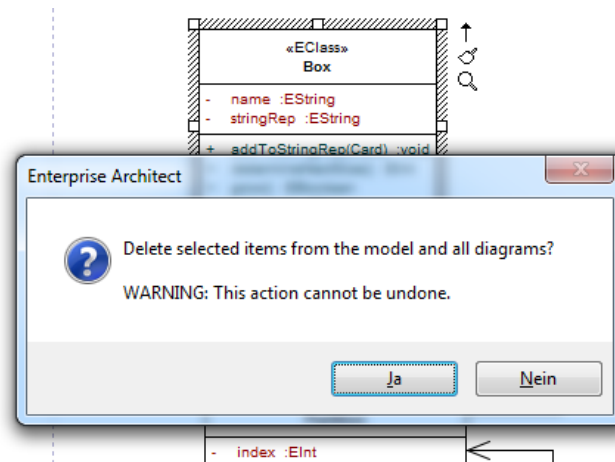 «EClass»
Box
- name :EString
- stringRep :EString
+ addToStringRep(Card) :void
Enterprise Architect
Delete selected items from the model and all diagrams?
WARNING: This action cannot be undone.
Ja
Nein
- index :EInt